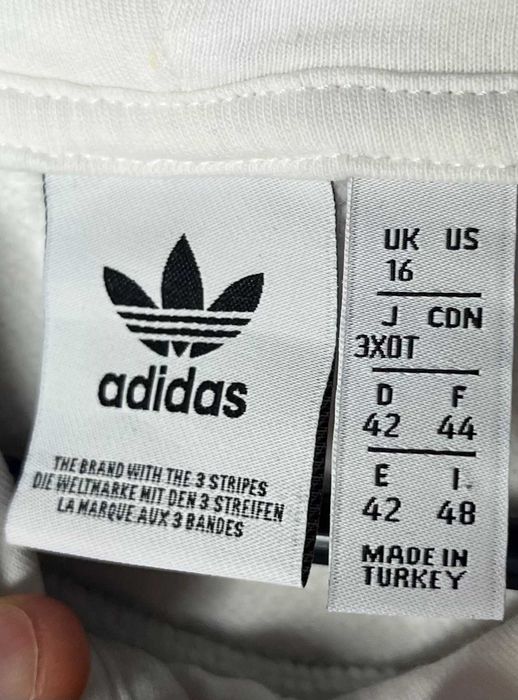 adidas
THE BRAND WITH THE 3 STRIPES
DIE WELTMARKE MIT DEN 3 STREIFEN
LA MARQUE AUX 3 BANDES
UK US
16
J CDN
3XOT
D F
42 44
E I
42 48
MADE IN
TURKEY